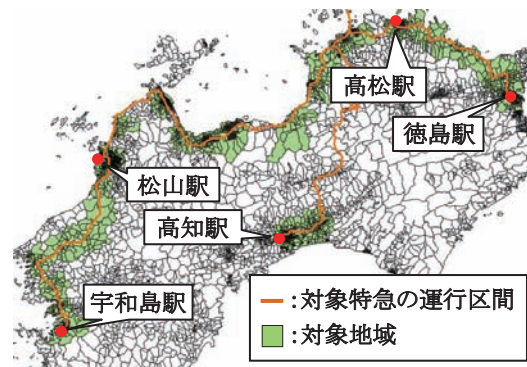 高松駅
徳島駅
松山駅
高知駅
宇和島駅
:対象特急の運行区間
:対象地域